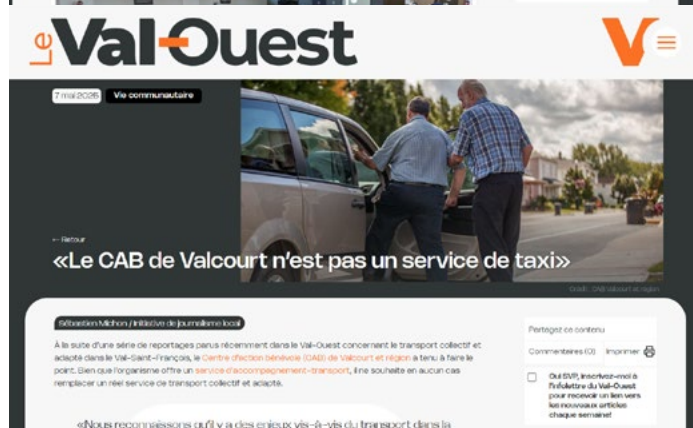 Le Val-Ouest
7 mai 2025 Vie communautaire
← Retour
«Le CAB de Valcourt n'est pas un service de taxi»
Crédit : CAB Valcourt et région
Sébastien Michon / Initiative de journalisme local
À la suite d'une série de reportages parus récemment dans le Val-Ouest concernant le transport collectif et
adapté dans le Val-Saint-François, le Centre d'action bénévole (CAB) de Valcourt et région a tenu à faire le
point. Bien que l'organisme offre un service d'accompagnement-transport, il ne souhaite en aucun cas
remplacer un réel service de transport collectif et adapté.
«Nous reconnaissons qu'il y a des enjeux vis-à-vis du transport dans la
Partagez ce contenu
Commentaires (0) Imprimer
Oui SVP, inscrivez-moi à
l'infolettre du Val-Ouest
pour recevoir un lien vers
les nouveaux articles
chaque semaine!